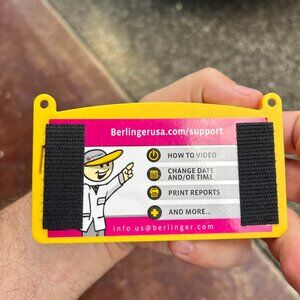 Berlingerusa.com/support
HOW TO VIDEO
CHANGE DATE
AND/OR TIME
PRINT REPORTS
AND MORE...
info.us@berlinger.com